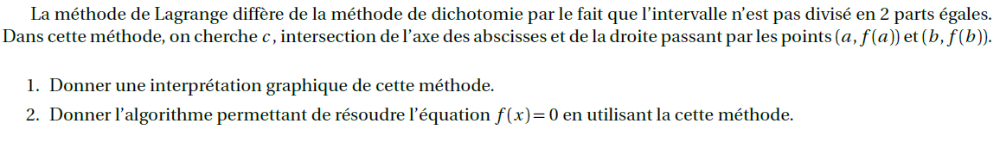 La méthode de Lagrange diffère de la méthode de dichotomie par le fait que l'intervalle n'est pas divisé en 2 parts égales.
Dans cette méthode, on cherche c, intersection de l'axe des abscisses et de la droite passant par les points (a, f(a)) et (b, f(b)).
1. Donner une interprétation graphique de cette méthode.
2. Donner l'algorithme permettant de résoudre l'équation f(x)=0 en utilisant la cette méthode.